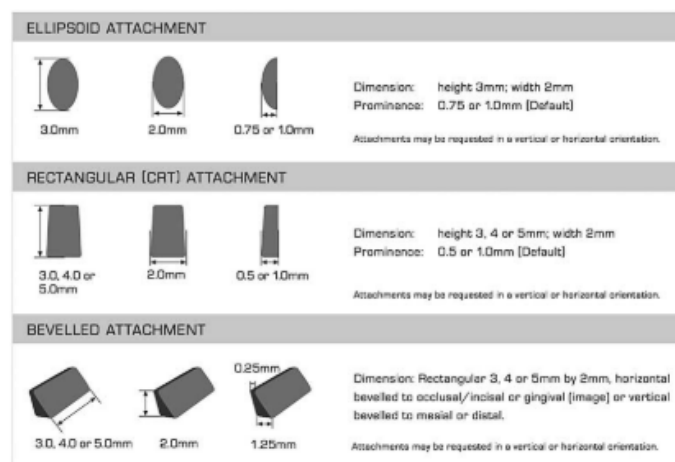 ELLIPSOID ATTACHMENT
3.0mm
2.0mm
0.75 or 1.0mm
Dimension: height 3mm; width 2mm
Prominence: 0.75 or 1.0mm [Default]
Attachments may be requested in a vertical or horizontal orientation.
RECTANGULAR [CRT] ATTACHMENT
3.0, 4.0 or
5.0mm
2.0mm
0.5 or 1.0mm
Dimension: height 3, 4 or 5mm; width 2mm
Prominence: 0.5 or 1.0mm [Default]
Attachments may be requested in a vertical or horizontal orientation.
BEVELLED ATTACHMENT
3.0, 4.0 or 5.0mm
2.0mm
0.25mm
1.25mm
Dimension: Rectangular 3, 4 or 5mm by 2mm, horizontal
bevelled to occlusal/incisal or gingival [image] or vertical
bevelled to mesial or distal.
Attachments may be requested in a vertical or horizontal orientation.